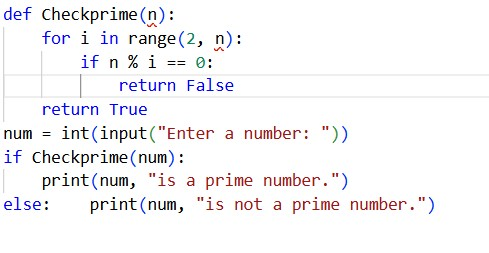 def Checkprime(n):
    for i in range(2, n):
        if n % i == 0:
            return False
    return True
num = int(input("Enter a number: "))
if Checkprime(num):
    print(num, "is a prime number.")
else:    print(num, "is not a prime number.")